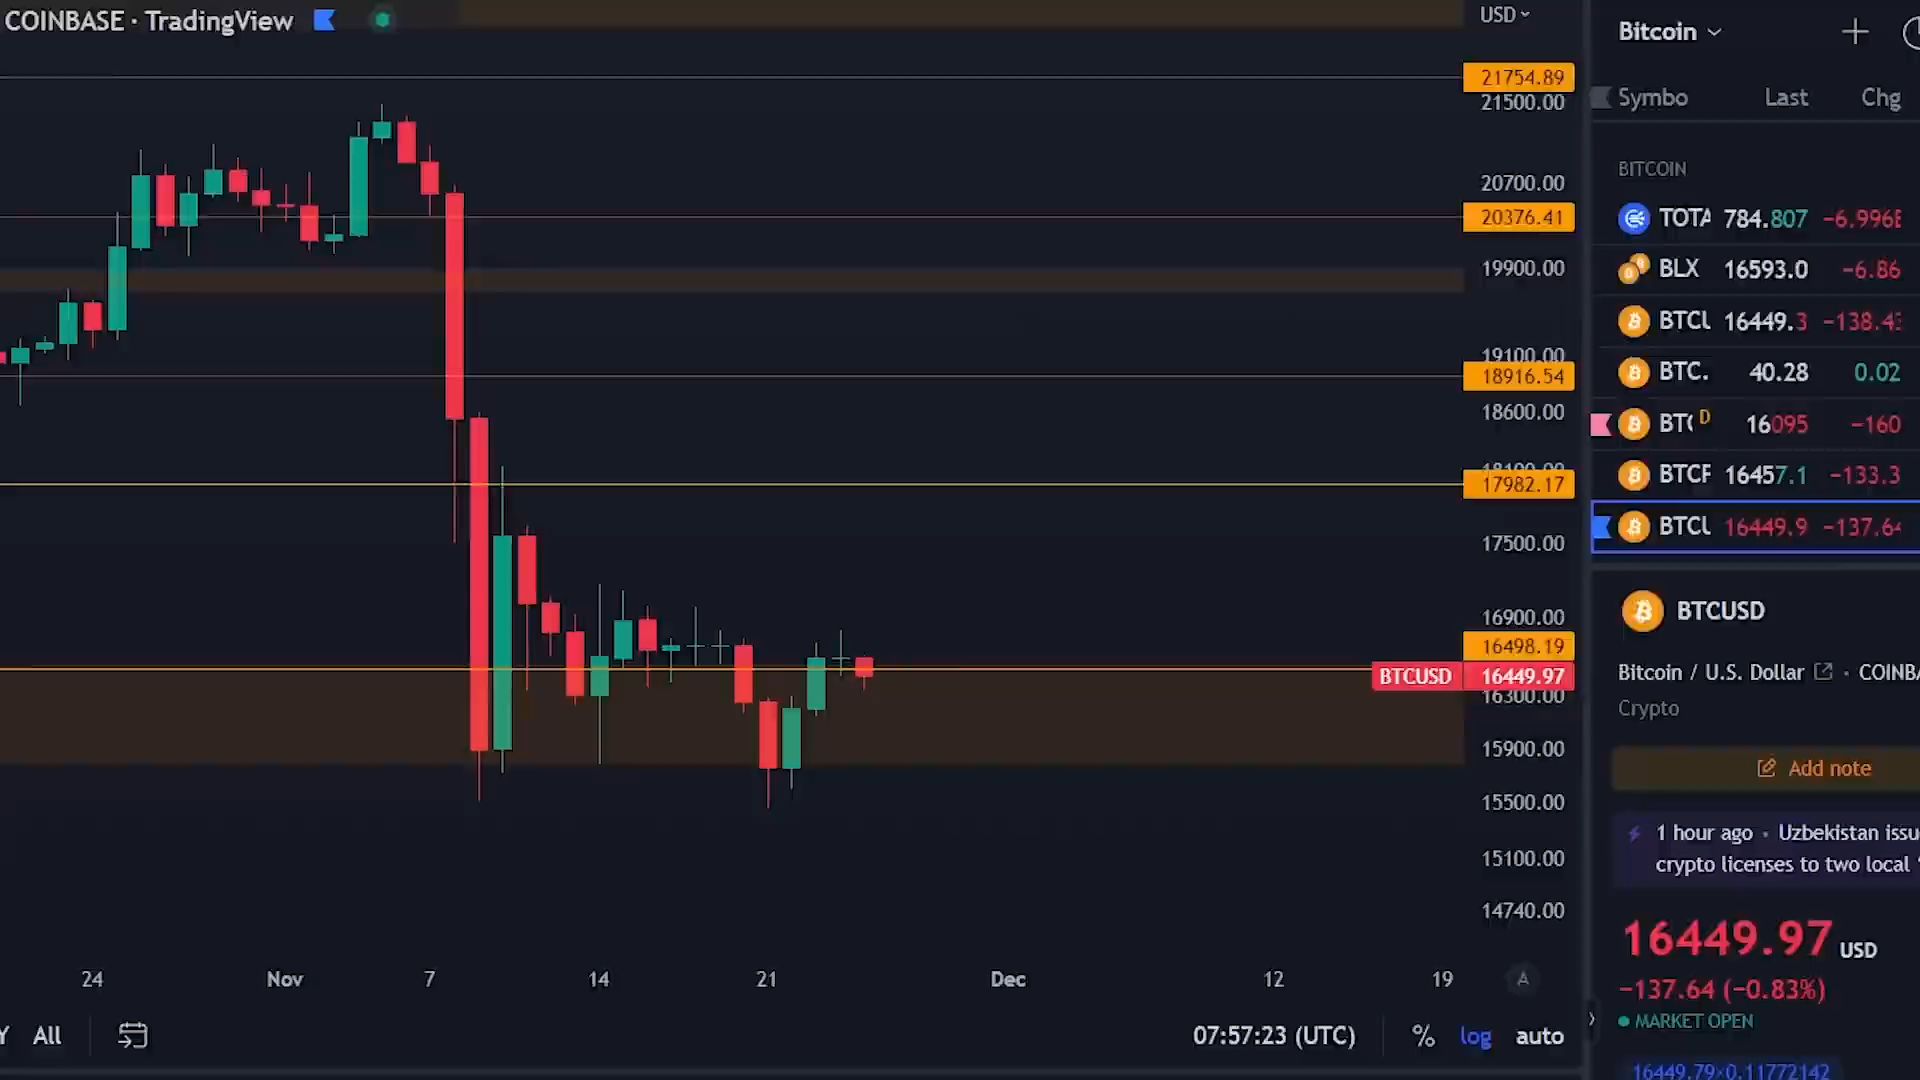 COINBASE · TradingView
USD
21754.89
21500.00
20700.00
20376.41
19900.00
19100.00
18916.54
18600.00
17982.17
17500.00
16900.00
16498.19
BTCUSD 16449.97
16300.00
15900.00
15500.00
15100.00
14740.00
24 Nov 7 14 21 Dec 12 19 A
Y All
07:57:23 (UTC) % log auto
Bitcoin
Symbo Last Chg
BITCOIN
TOTA 784.807 −6.996
BLX 16593.0 −6.86
BTCU 16449.3 −138.4
BTC. 40.28 0.02
BTC D 16095 −160
BTCF 16457.1 −133.3
BTCU 16449.9 −137.64
BTCUSD
Bitcoin / U.S. Dollar · COINBA
Crypto
Add note
1 hour ago · Uzbekistan issu
crypto licenses to two local
16449.97 USD
−137.64 (−0.83%)
MARKET OPEN
16449.79×0.11772142